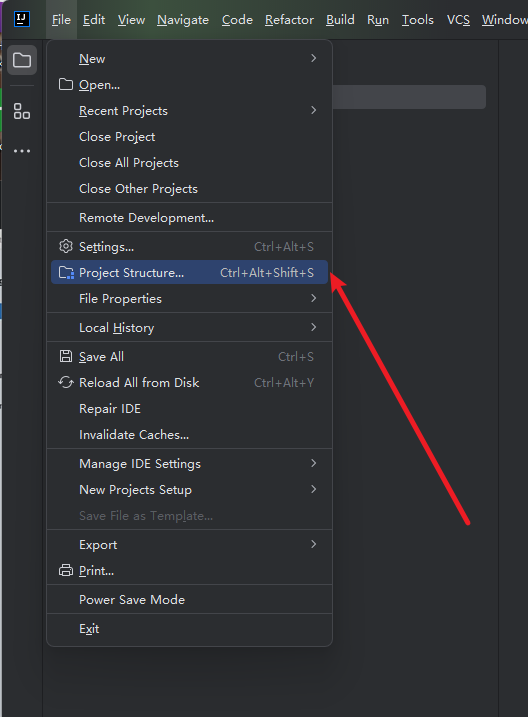 IJ File Edit View Navigate Code Refactor Build Run Tools VCS Window
New
Open...
Recent Projects
Close Project
Close All Projects
Close Other Projects
Remote Development...
Settings... Ctrl+Alt+S
Project Structure... Ctrl+Alt+Shift+S
File Properties
Local History
Save All Ctrl+S
Reload All from Disk Ctrl+Alt+Y
Repair IDE
Invalidate Caches...
Manage IDE Settings
New Projects Setup
Save File as Template...
Export
Print...
Power Save Mode
Exit